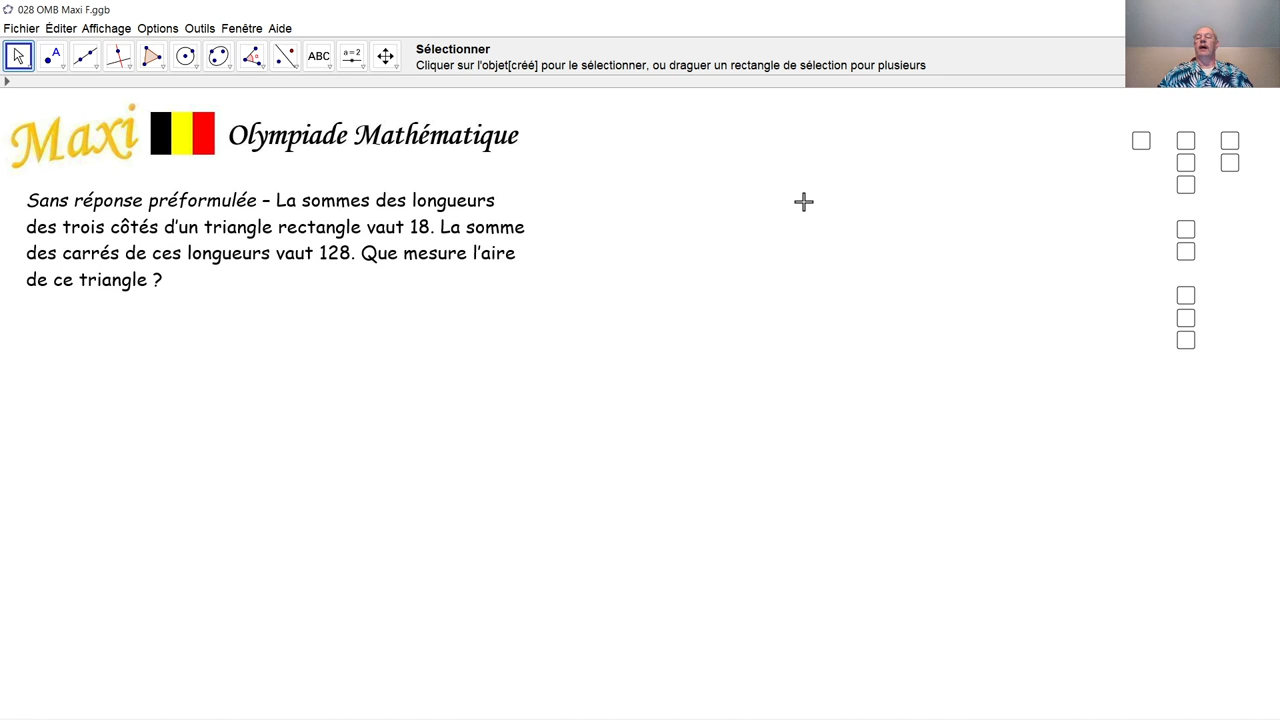 028 OMB Maxi F.ggb
Fichier Éditer Affichage Options Outils Fenêtre Aide
A
ABC
a=2
Sélectionner
Cliquer sur l'objet[créé] pour le sélectionner, ou draguer un rectangle de sélection pour plusieurs
Maxi Olympiade Mathématique
Sans réponse préformulée – La sommes des longueurs
des trois côtés d’un triangle rectangle vaut 18. La somme
des carrés de ces longueurs vaut 128. Que mesure l’aire
de ce triangle ?